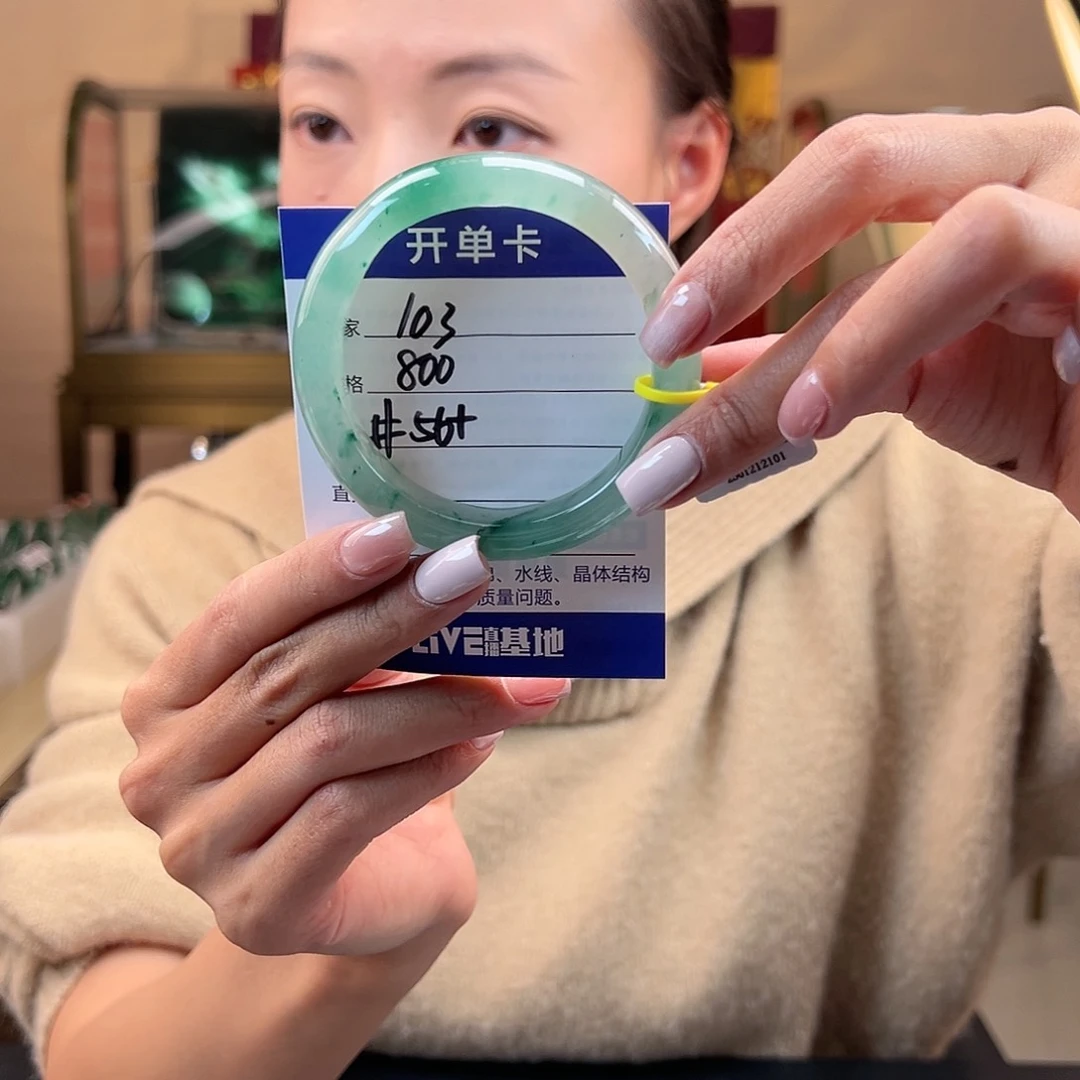 开单卡
家 103
格 800
#56+
直
、水线、晶体结构
质量问题。
LIVE直播基地